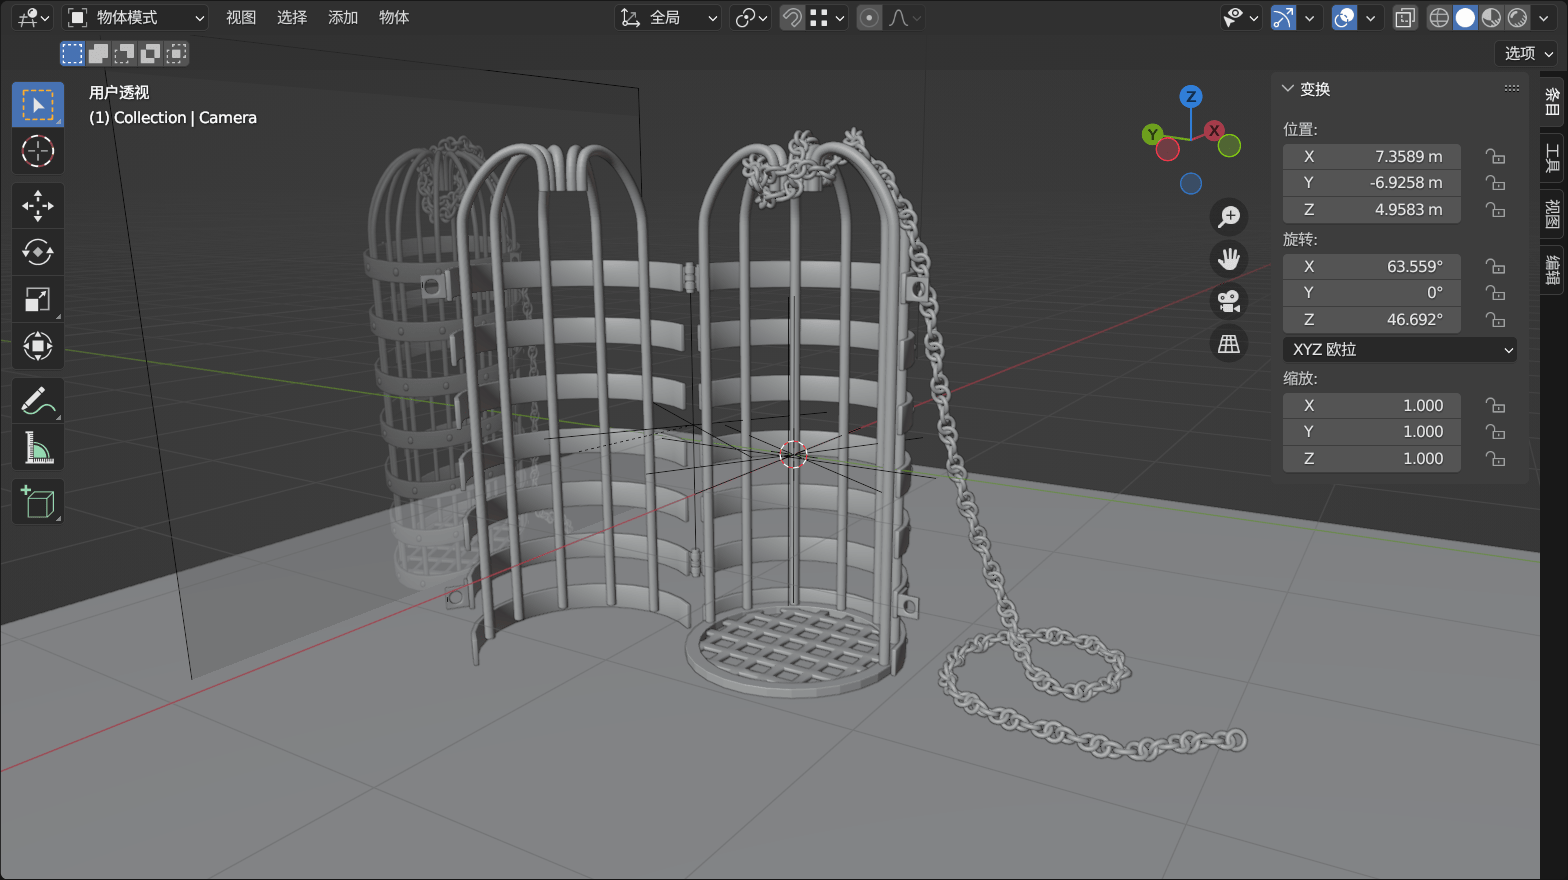 物体模式 视图 选择 添加 物体 全局
选项
用户透视
(1) Collection | Camera
Z
Y
X
变换
位置:
X 7.3589 m
Y -6.9258 m
Z 4.9583 m
旋转:
X 63.559°
Y 0°
Z 46.692°
XYZ 欧拉
缩放:
X 1.000
Y 1.000
Z 1.000
条目
工具
视图
编辑